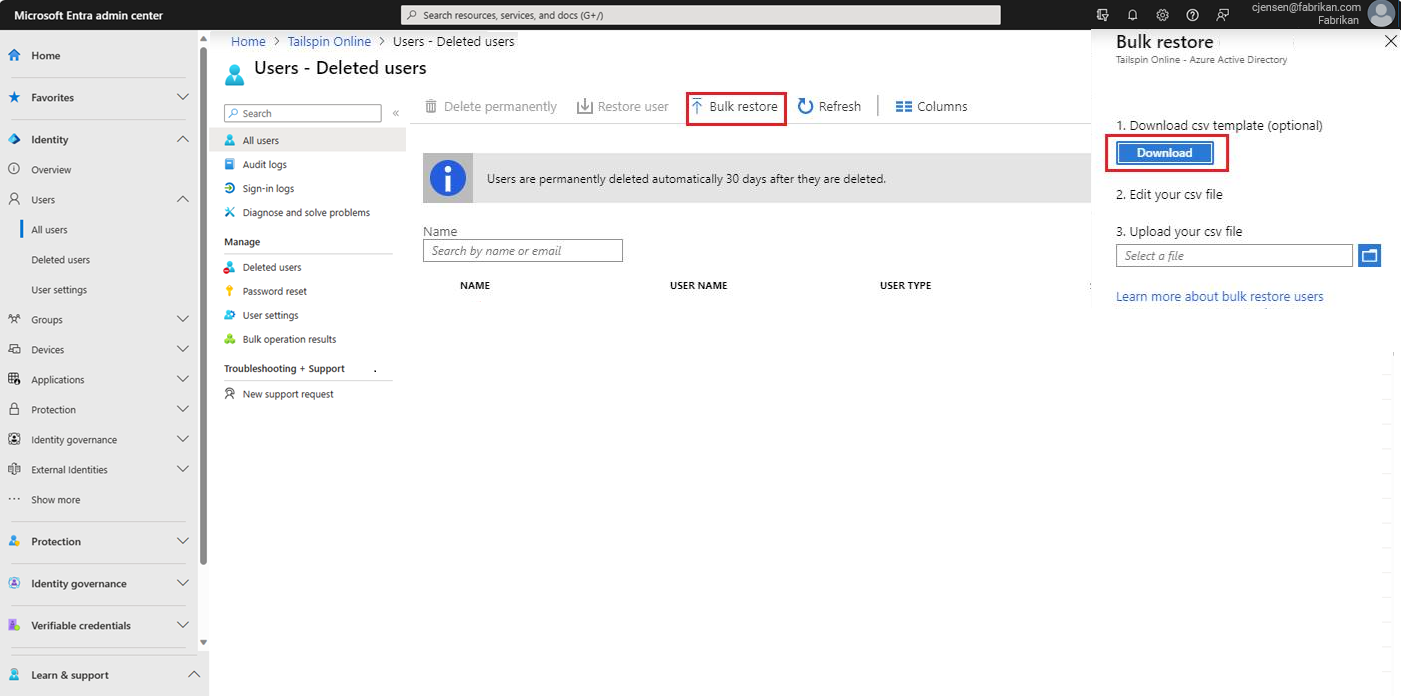 Microsoft Entra admin center
Search resources, services, and docs (G+/)
cjensen@fabrikan.com
Fabrikan
Home
Favorites
Identity
Overview
Users
All users
Deleted users
User settings
Groups
Devices
Applications
Protection
Identity governance
External Identities
Show more
Protection
Identity governance
Verifiable credentials
Learn & support
Home > Tailspin Online > Users - Deleted users
Users - Deleted users
Search
«
All users
Audit logs
Sign-in logs
Diagnose and solve problems
Manage
Deleted users
Password reset
User settings
Bulk operation results
Troubleshooting + Support
New support request
Delete permanently Restore user Bulk restore Refresh Columns
Users are permanently deleted automatically 30 days after they are deleted.
Name
Search by name or email
NAME USER NAME USER TYPE
Bulk restore
Tailspin Online - Azure Active Directory
1. Download csv template (optional)
Download
2. Edit your csv file
3. Upload your csv file
Select a file
Learn more about bulk restore users